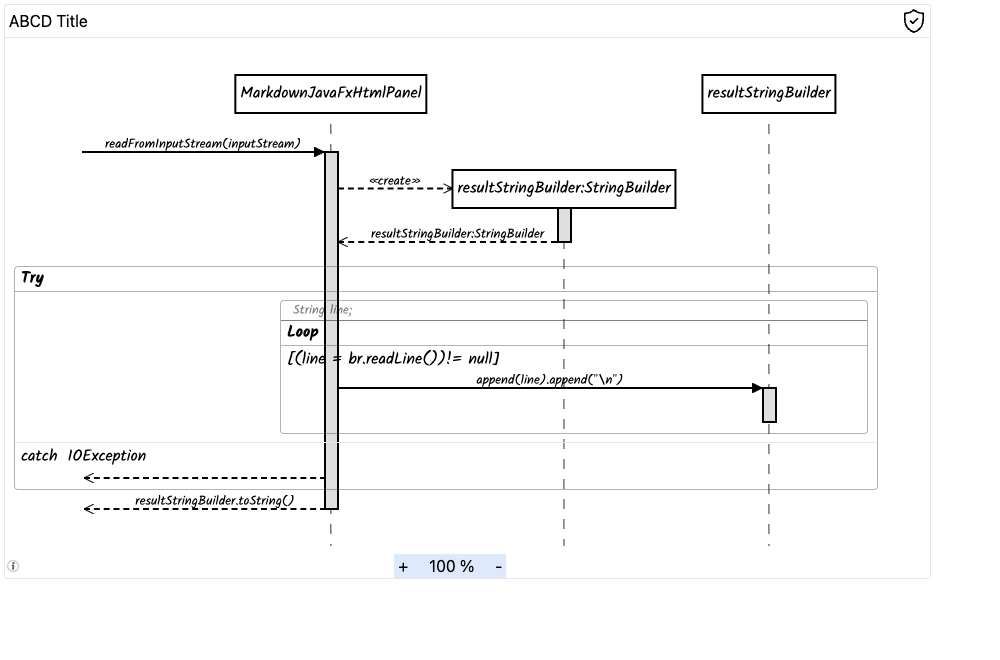 ABCD Title
MarkdownJavaFxHtmlPanel
resultStringBuilder
readFromInputStream(inputStream)
«create»
resultStringBuilder:StringBuilder
resultStringBuilder:StringBuilder
Try
String line;
Loop
[(line = br.readLine())!= null]
append(line).append("\n")
catch IOException
resultStringBuilder.toString()
+ 100 % -